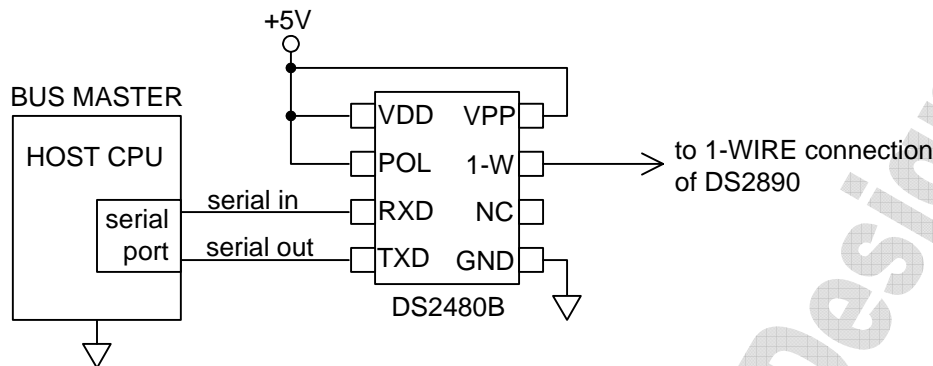 +5V
BUS MASTER
HOST CPU
serial
port
serial in
serial out
VDD
VPP
POL
1-W
RXD
NC
TXD
GND
DS2480B
to 1-WIRE connection
of DS2890
Design